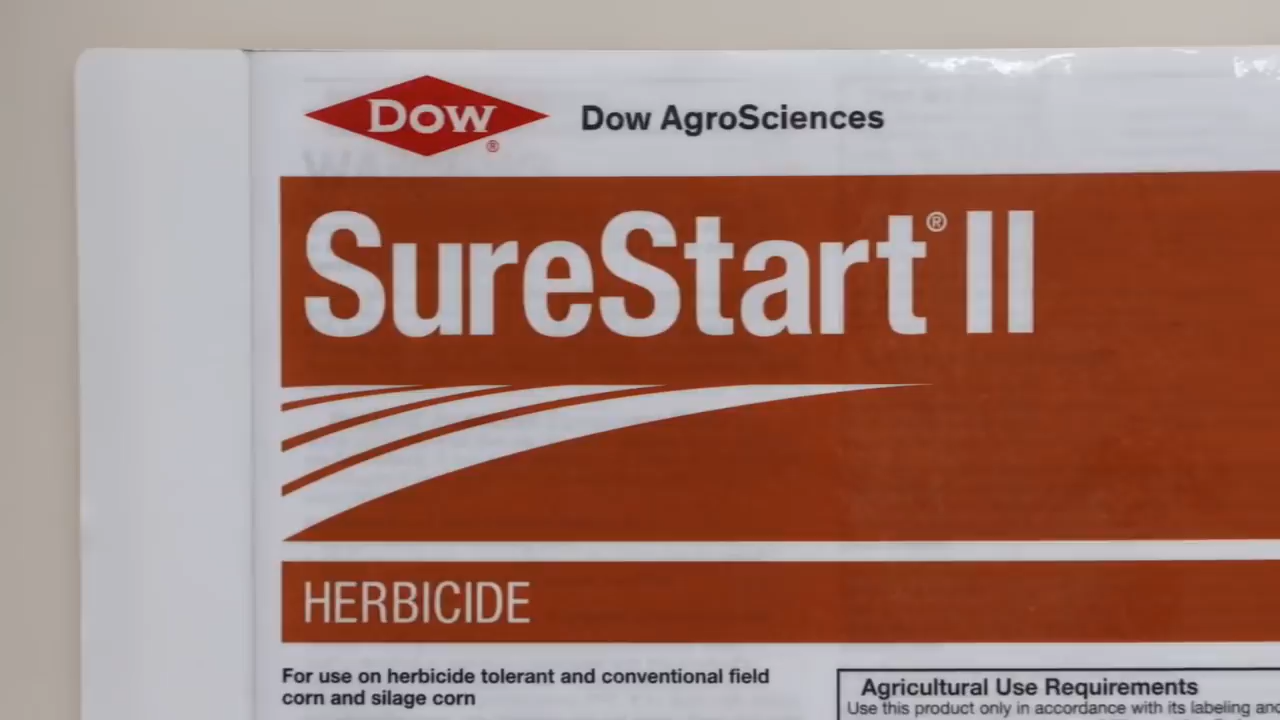 DOW®
Dow AgroSciences
SureStart® II
HERBICIDE
For use on herbicide tolerant and conventional field
corn and silage corn
Agricultural Use Requirements
Use this product only in accordance with its labeling and